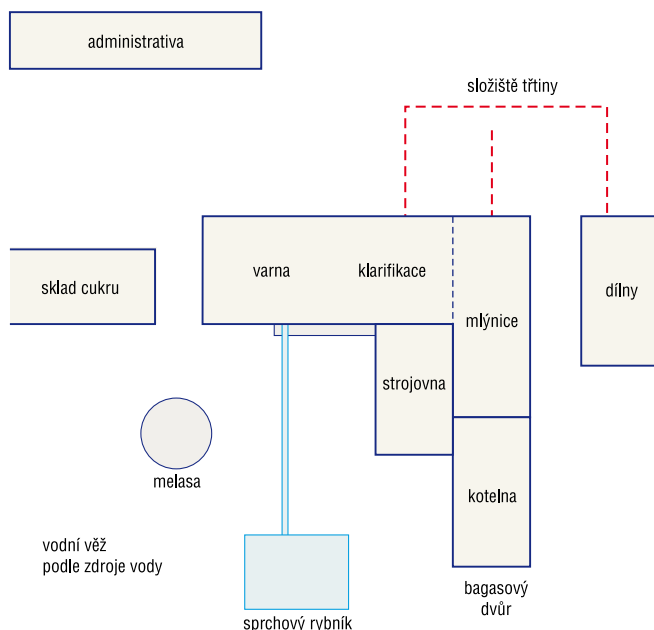 administrativa
složiště třtiny
sklad cukru
varna
klarifikace
mlýnice
dílny
strojovna
melasa
kotelna
vodní věž
podle zdroje vody
bagasový
dvůr
sprchový rybník